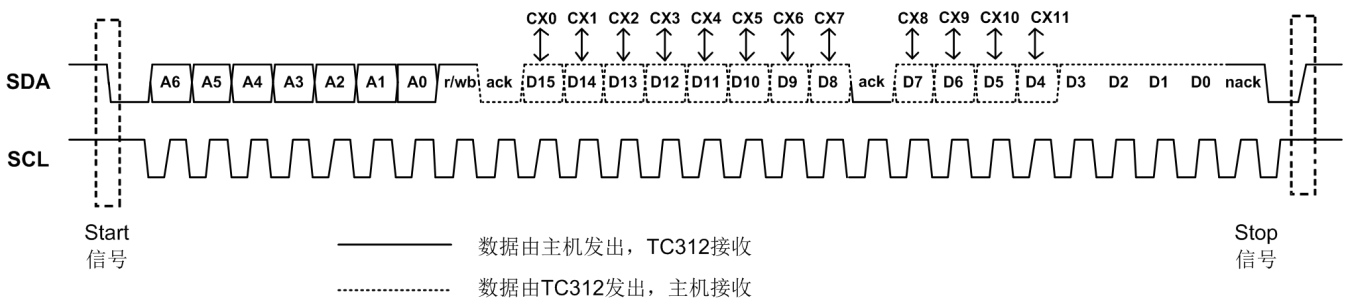 CX0 CX1 CX2 CX3 CX4 CX5 CX6 CX7 CX8 CX9 CX10 CX11
SDA A6 A5 A4 A3 A2 A1 A0 r/wb ack D15 D14 D13 D12 D11 D10 D9 D8 ack D7 D6 D5 D4 D3 D2 D1 D0 nack
SCL
Start
信号
Stop
信号
数据由主机发出，TC312接收
数据由TC312发出，主机接收